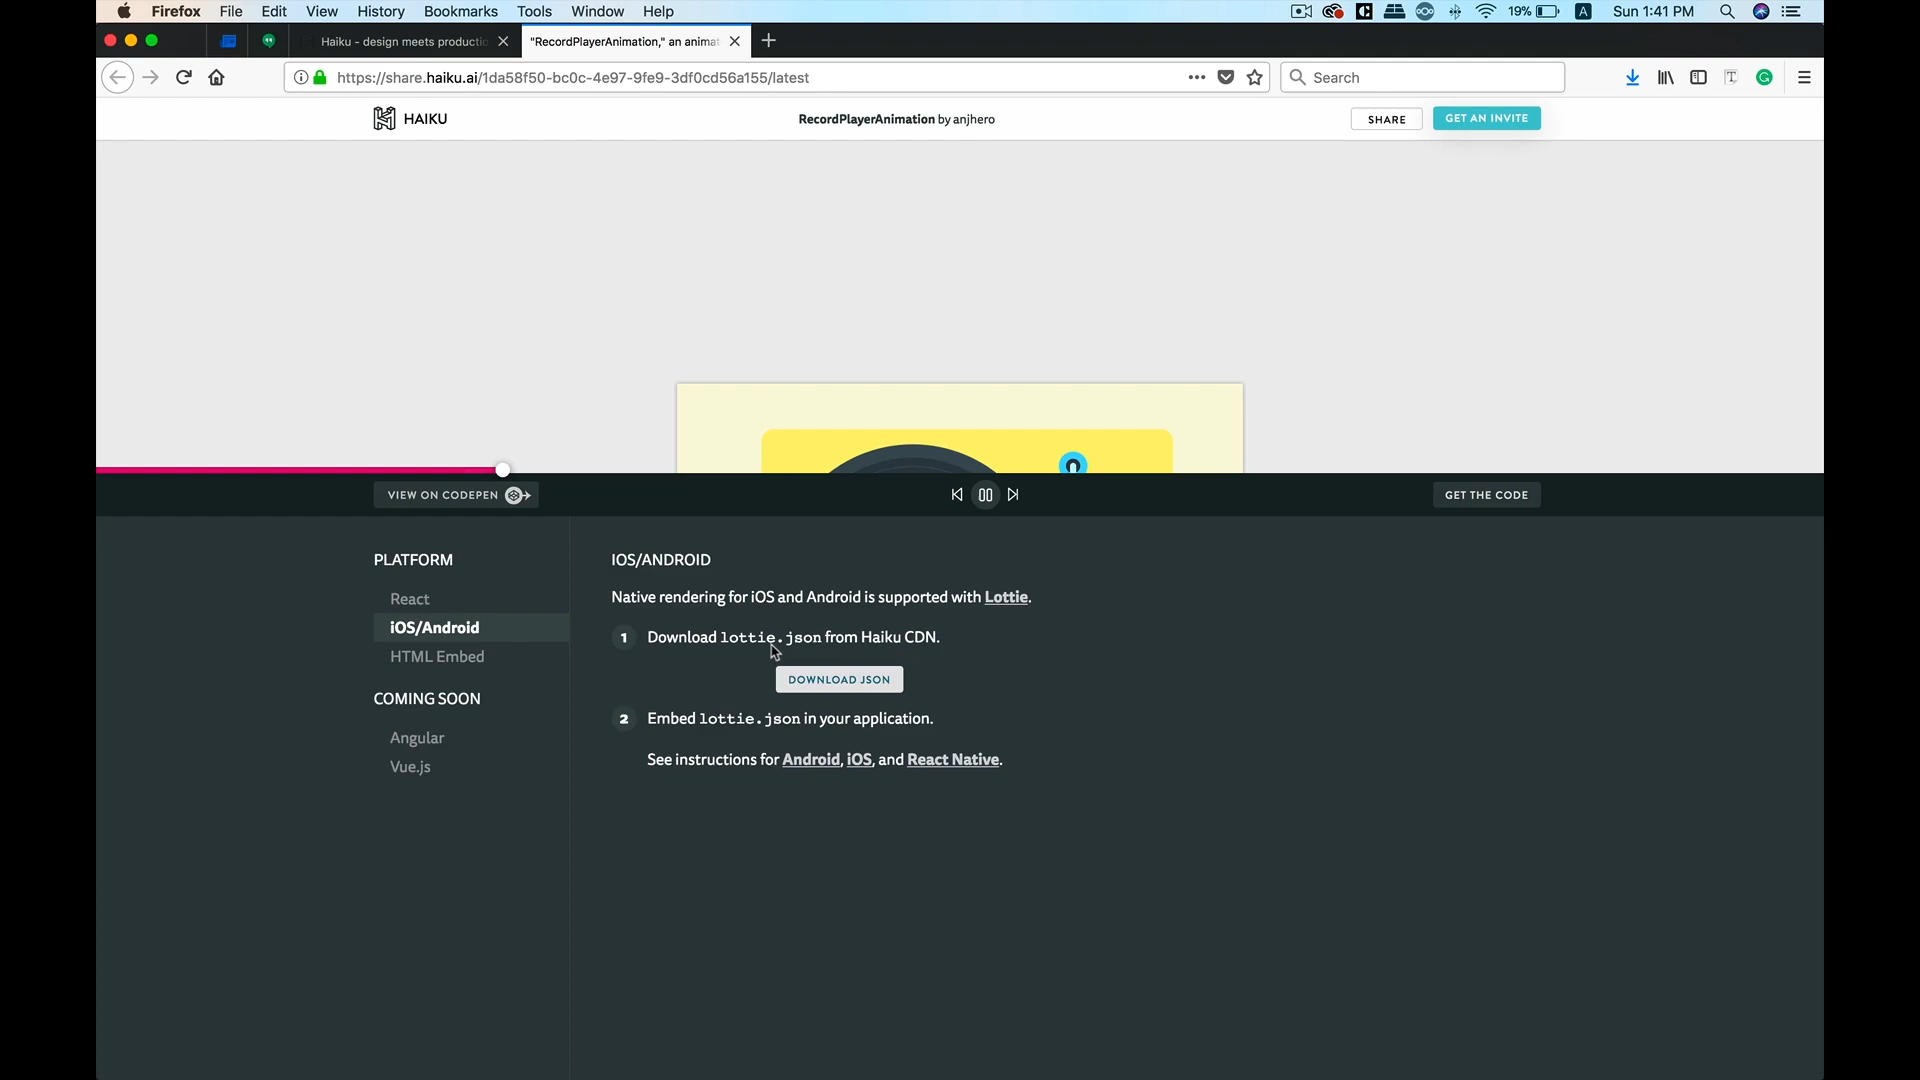 Firefox File Edit View History Bookmarks Tools Window Help 19% A Sun 1:41 PM
Haiku - design meets productio
"RecordPlayerAnimation," an animat
https://share.haiku.ai/1da58f50-bc0c-4e97-9fe9-3df0cd56a155/latest
Search
HAIKU
RecordPlayerAnimation by anjhero
SHARE
GET AN INVITE
VIEW ON CODEPEN
GET THE CODE
PLATFORM
React
iOS/Android
HTML Embed
COMING SOON
Angular
Vue.js
IOS/ANDROID
Native rendering for iOS and Android is supported with Lottie.
1 Download lottie.json from Haiku CDN.
DOWNLOAD JSON
2 Embed lottie.json in your application.
See instructions for Android, iOS, and React Native.